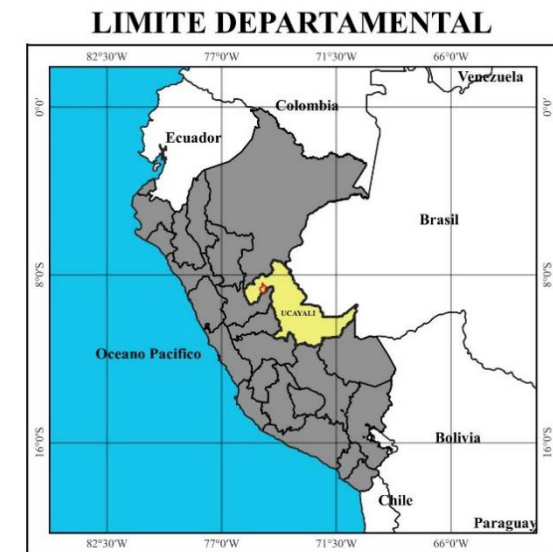 LIMITE DEPARTAMENTAL
82°30'W 77°0'W 71°30'W 66°0'W
Venezuela
Colombia
0°0' 0°0'
Ecuador
Brasil
8°0'S 8°0'S
UCAYALI
Oceano Pacifico
Bolivia
16°0'S 16°0'S
Chile
Paraguay
82°30'W 77°0'W 71°30'W 66°0'W